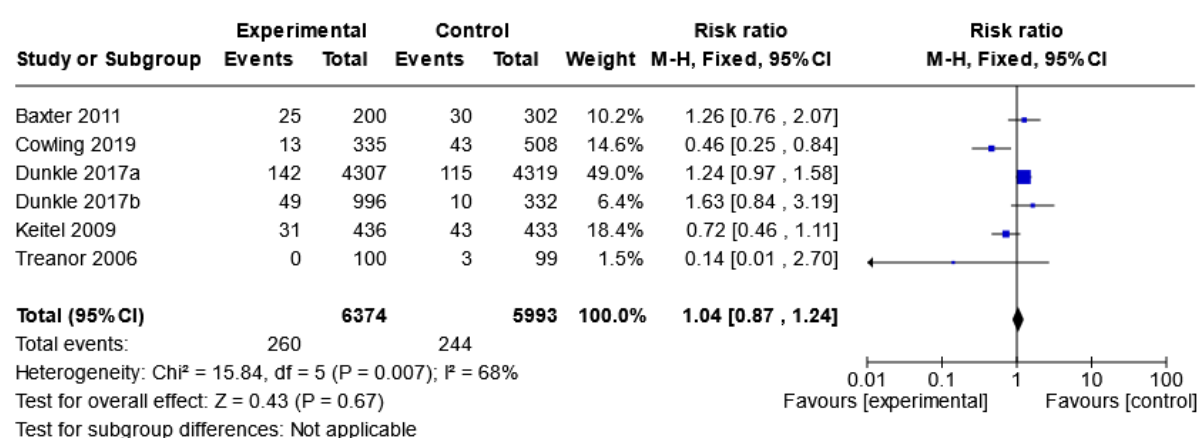 Experimental Control Risk ratio Risk ratio
Study or Subgroup Events Total Events Total Weight M-H, Fixed, 95% CI M-H, Fixed, 95% CI
Baxter 2011 25 200 30 302 10.2% 1.26 [0.76 , 2.07]
Cowling 2019 13 335 43 508 14.6% 0.46 [0.25 , 0.84]
Dunkle 2017a 142 4307 115 4319 49.0% 1.24 [0.97 , 1.58]
Dunkle 2017b 49 996 10 332 6.4% 1.63 [0.84 , 3.19]
Keitel 2009 31 436 43 433 18.4% 0.72 [0.46 , 1.11]
Treanor 2006 0 100 3 99 1.5% 0.14 [0.01 , 2.70]
Total (95% CI) 6374 5993 100.0% 1.04 [0.87 , 1.24]
Total events: 260 244
Heterogeneity: Chi² = 15.84, df = 5 (P = 0.007); I² = 68%
0.01 0.1 1 10 100
Test for overall effect: Z = 0.43 (P = 0.67) Favours [experimental] Favours [control]
Test for subgroup differences: Not applicable